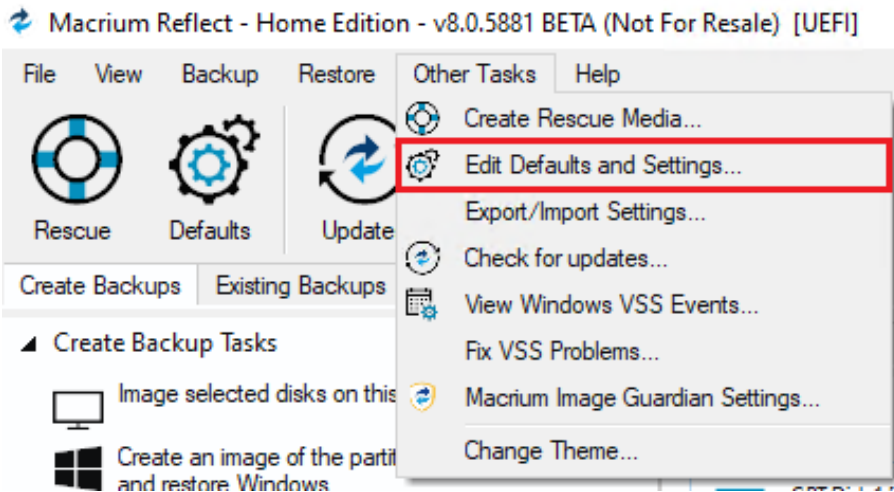 Macrium Reflect - Home Edition - v8.0.5881 BETA (Not For Resale) [UEFI]
File View Backup Restore Other Tasks Help
Rescue Defaults Update
Create Rescue Media...
Edit Defaults and Settings...
Export/Import Settings...
Check for updates...
View Windows VSS Events...
Fix VSS Problems...
Macrium Image Guardian Settings...
Change Theme...
Create Backups Existing Backups
Create Backup Tasks
Image selected disks on this
Create an image of the
and restore Windows